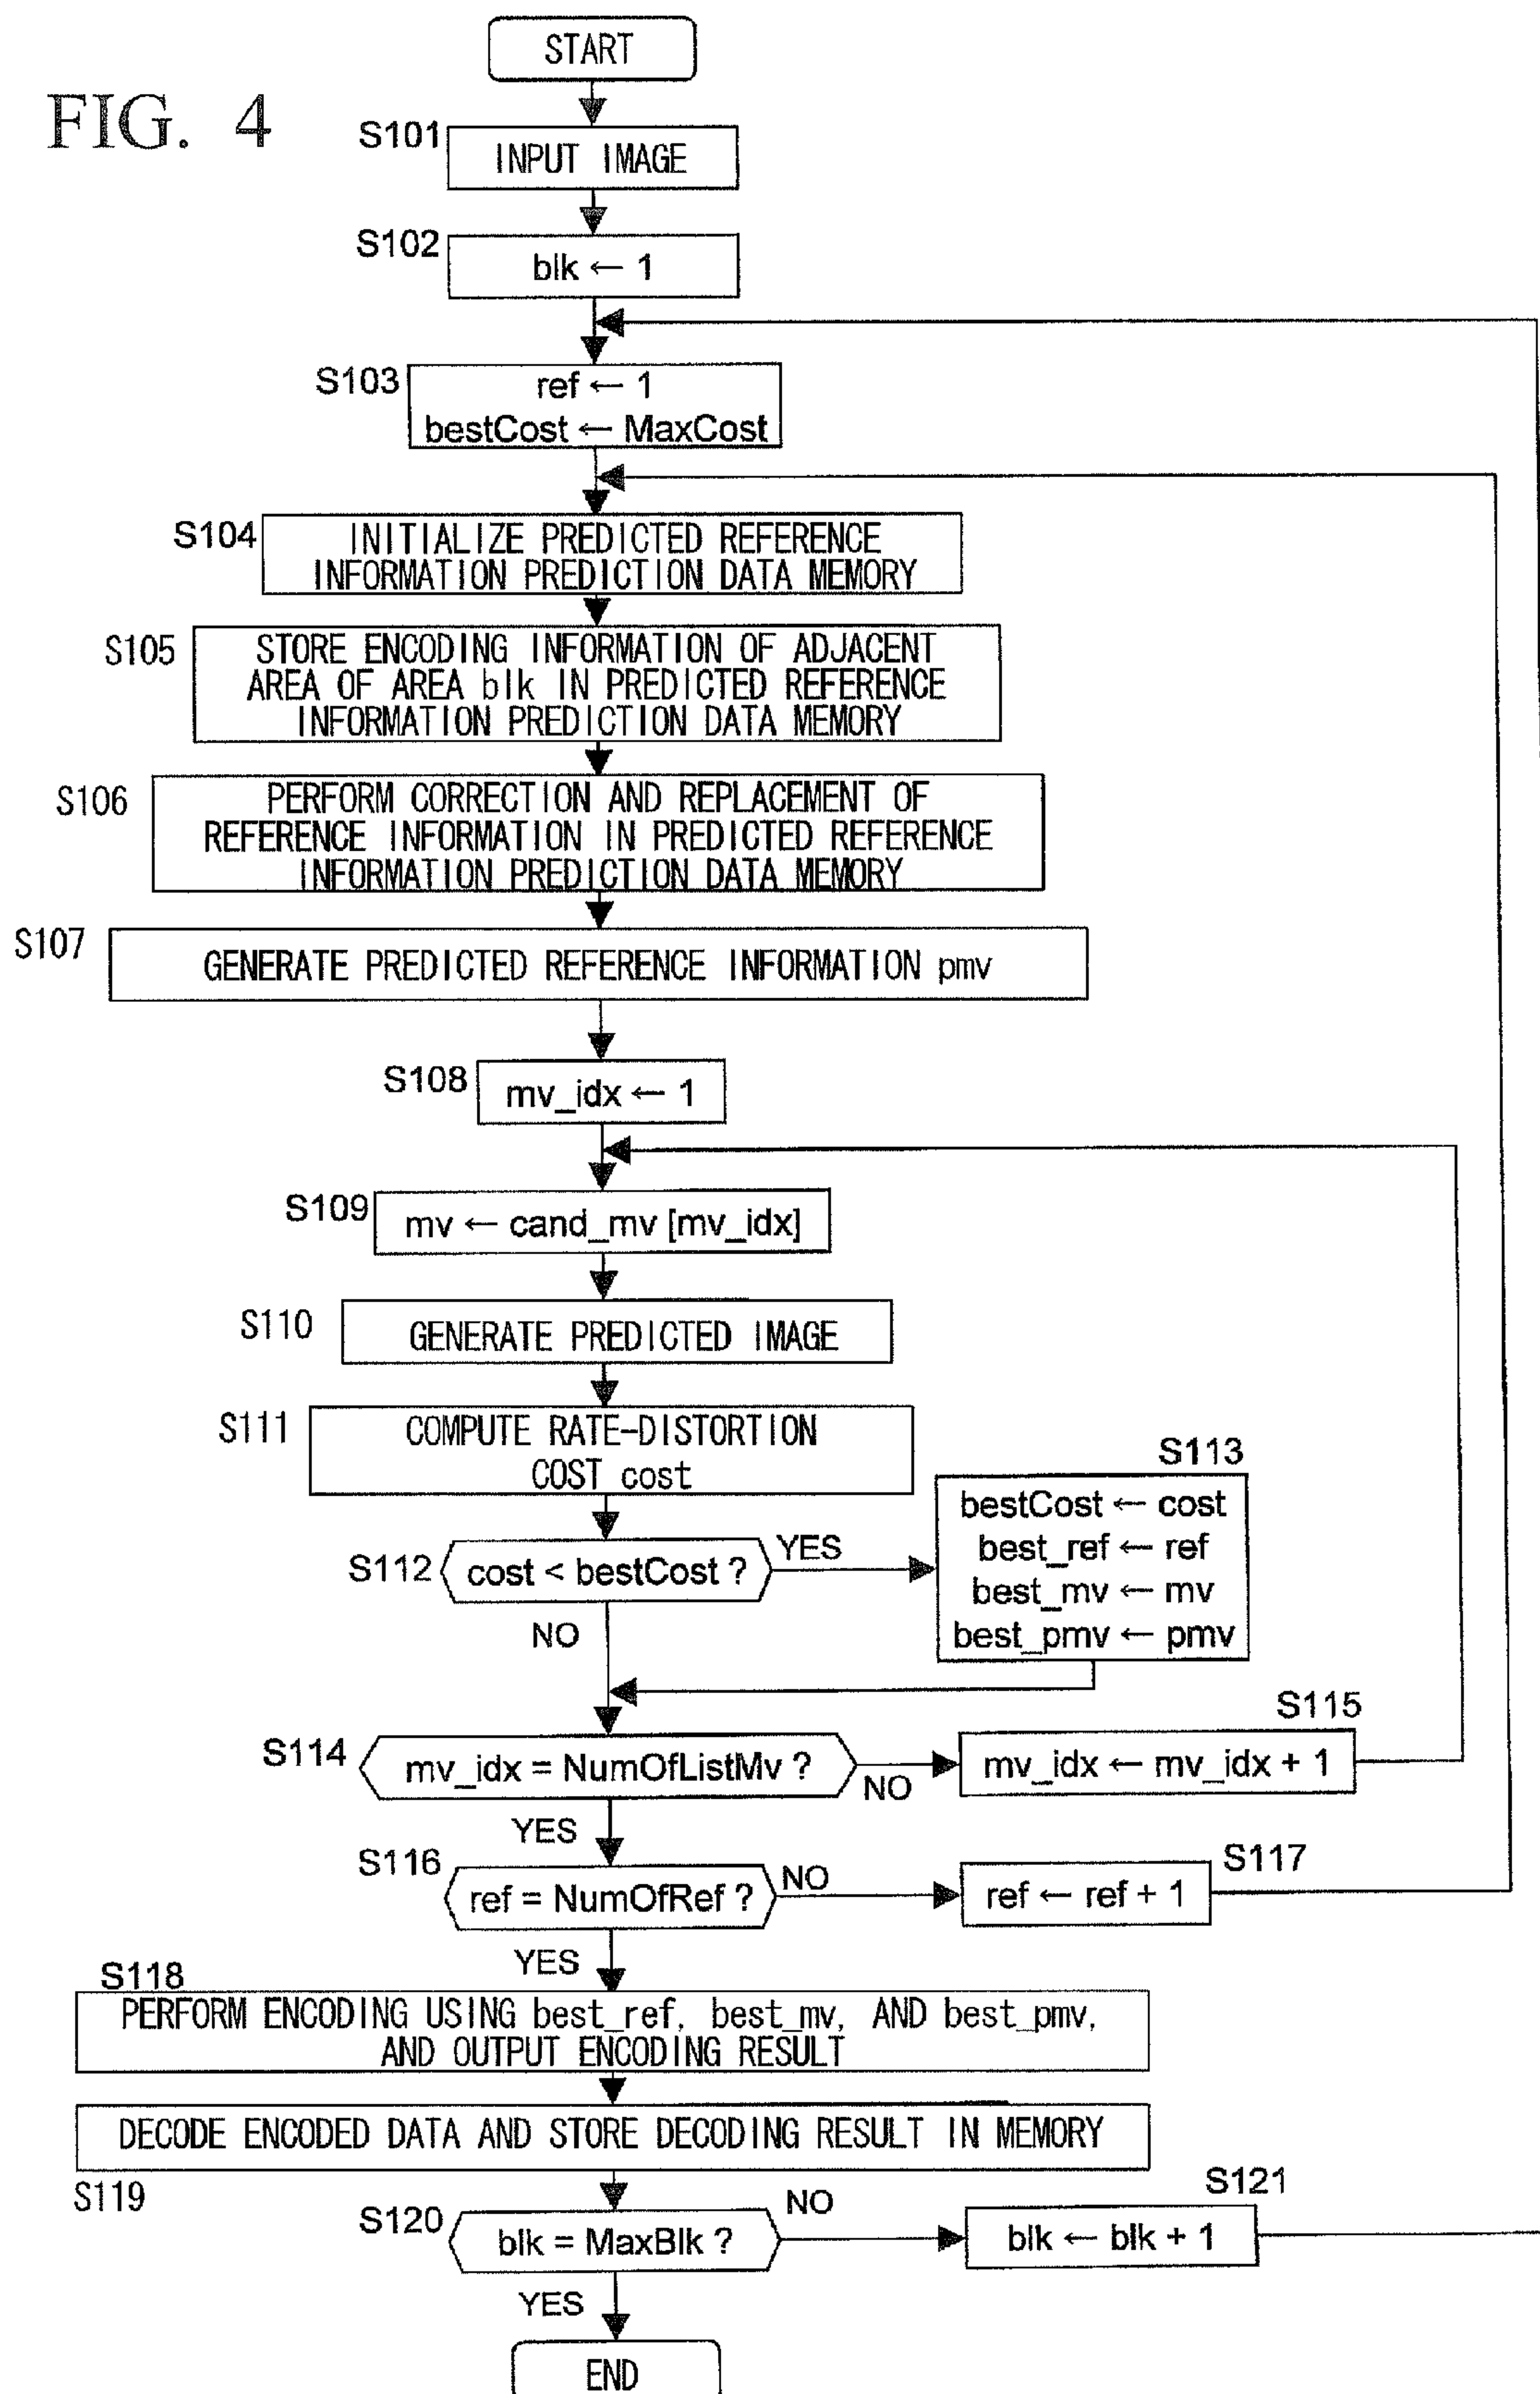 START
FIG. 4
S101
INPUT IMAGE
S102
blk ← 1
S103
ref ← 1
bestCost ← MaxCost
S104
INITIALIZE PREDICTED REFERENCE
INFORMATION PREDICTION DATA MEMORY
S105
STORE ENCODING INFORMATION OF ADJACENT
AREA OF AREA blk IN PREDICTED REFERENCE
INFORMATION PREDICTION DATA MEMORY
S106
PERFORM CORRECTION AND REPLACEMENT OF
REFERENCE INFORMATION IN PREDICTED REFERENCE
INFORMATION PREDICTION DATA MEMORY
S107
GENERATE PREDICTED REFERENCE INFORMATION pmv
S108
mv_idx ← 1
S109
mv ← cand_mv [mv_idx]
S110
GENERATE PREDICTED IMAGE
S111
COMPUTE RATE-DISTORTION
COST cost
S112
cost < bestCost ?
YES
NO
S113
bestCost ← cost
best_ref ← ref
best_mv ← mv
best_pmv ← pmv
S114
mv_idx = NumOfListMv ?
NO
YES
S115
mv_idx ← mv_idx + 1
S116
ref = NumOfRef ?
NO
YES
S117
ref ← ref + 1
S118
PERFORM ENCODING USING best_ref, best_mv, AND best_pmv,
AND OUTPUT ENCODING RESULT
DECODE ENCODED DATA AND STORE DECODING RESULT IN MEMORY
S119
S120
blk = MaxBlk ?
NO
YES
S121
blk ← blk + 1
END